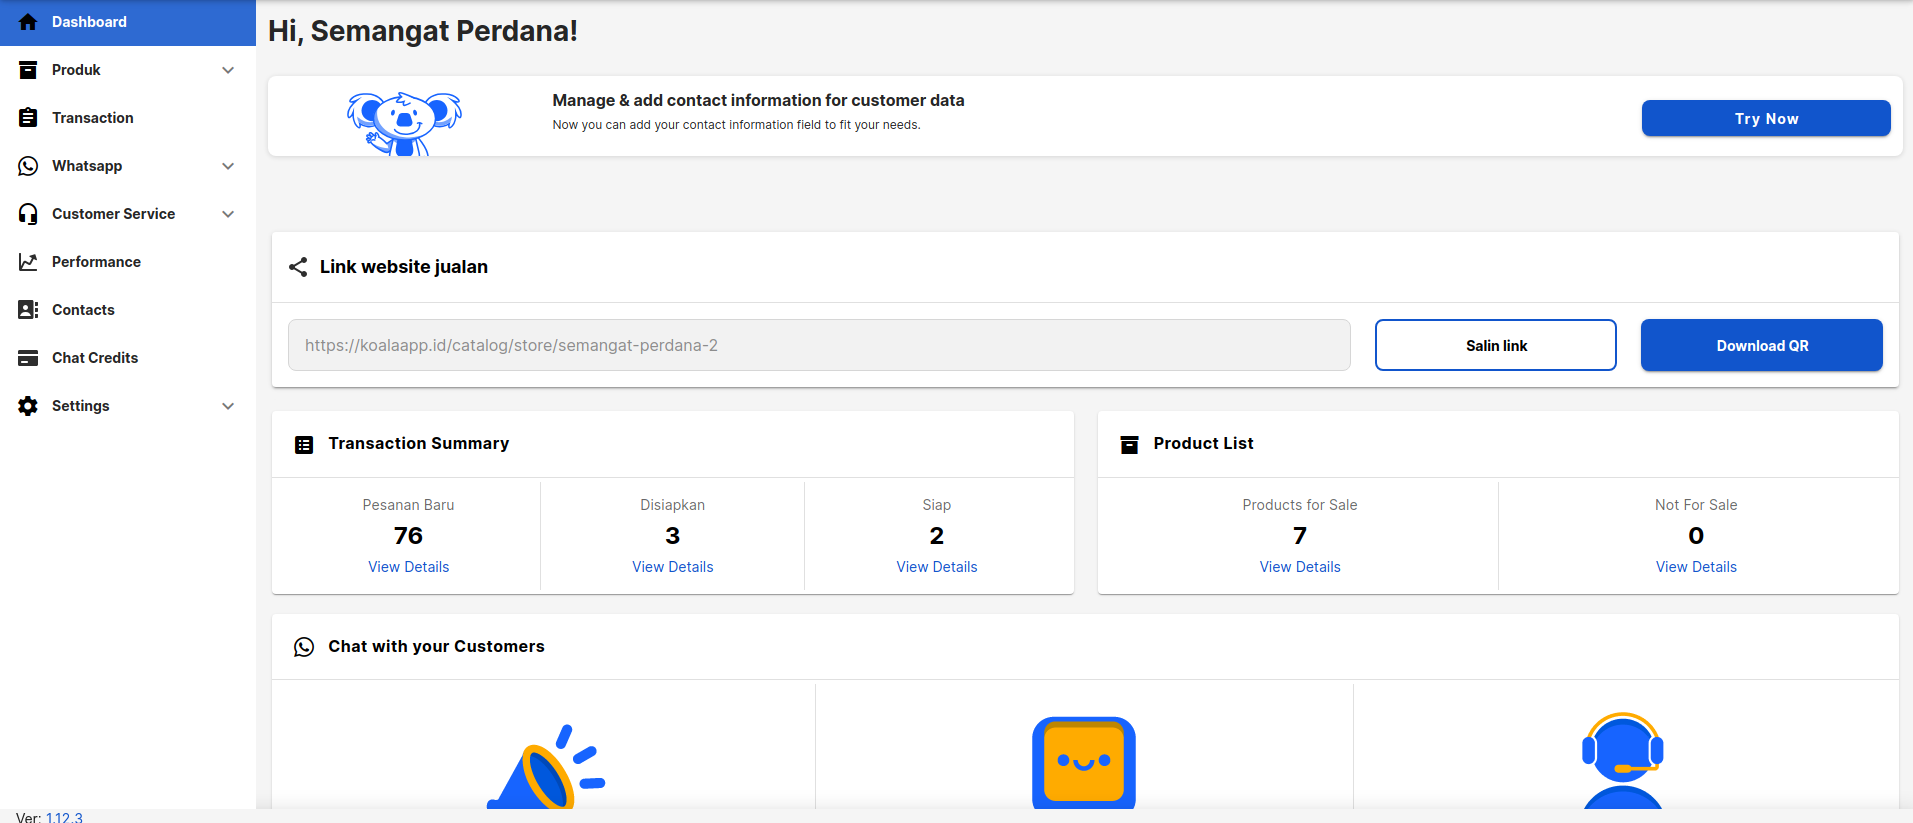 Dashboard
Produk
Transaction
Whatsapp
Customer Service
Performance
Contacts
Chat Credits
Settings
Ver: 1.12.3
Hi, Semangat Perdana!
Manage & add contact information for customer data
Now you can add your contact information field to fit your needs.
Try Now
Link website jualan
https://koalaapp.id/catalog/store/semangat-perdana-2
Salin link
Download QR
Transaction Summary
Pesanan Baru
76
View Details
Disiapkan
3
View Details
Siap
2
View Details
Product List
Products for Sale
7
View Details
Not For Sale
0
View Details
Chat with your Customers